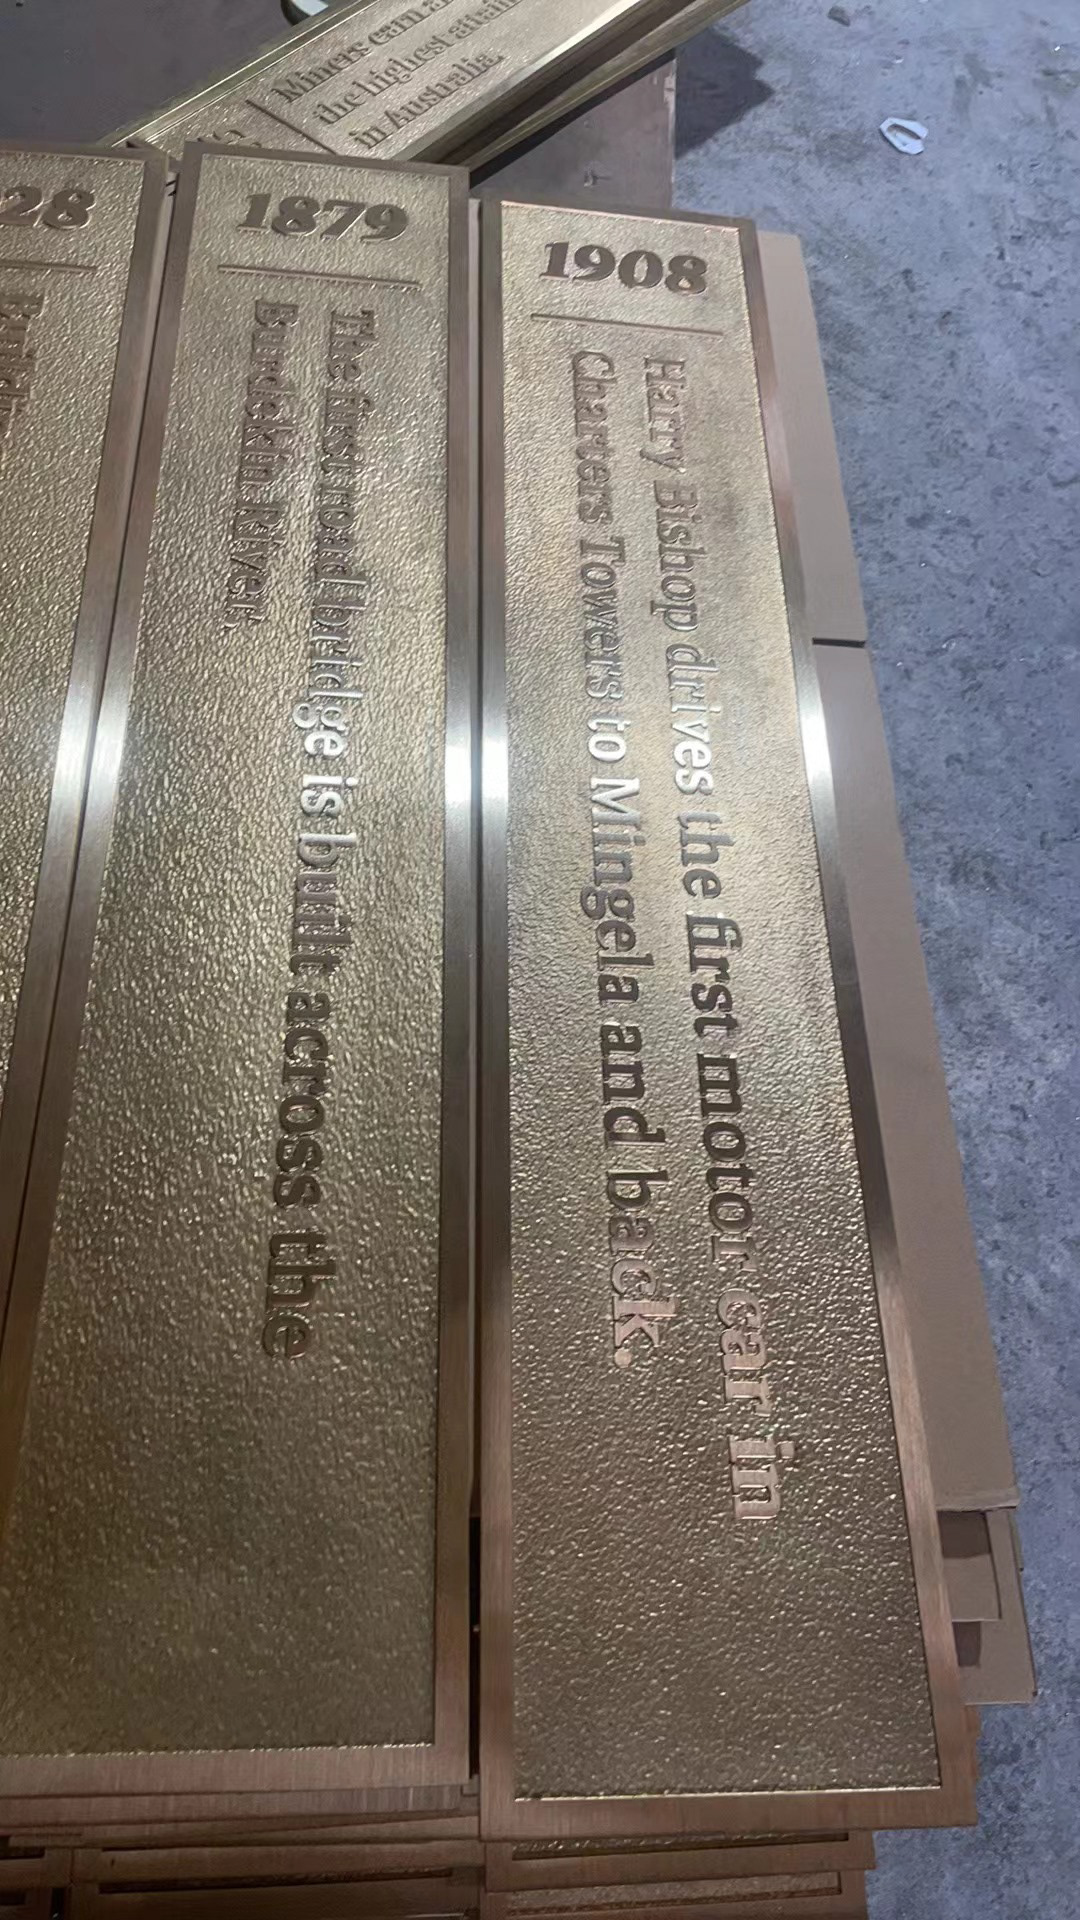 Miners earn
the highest
in Australia.
28
1879
The first road bridge is built across the
Burdekin River.
1908
Harry Bishop drives the first motor car in
Charters Towers to Mingela and back.